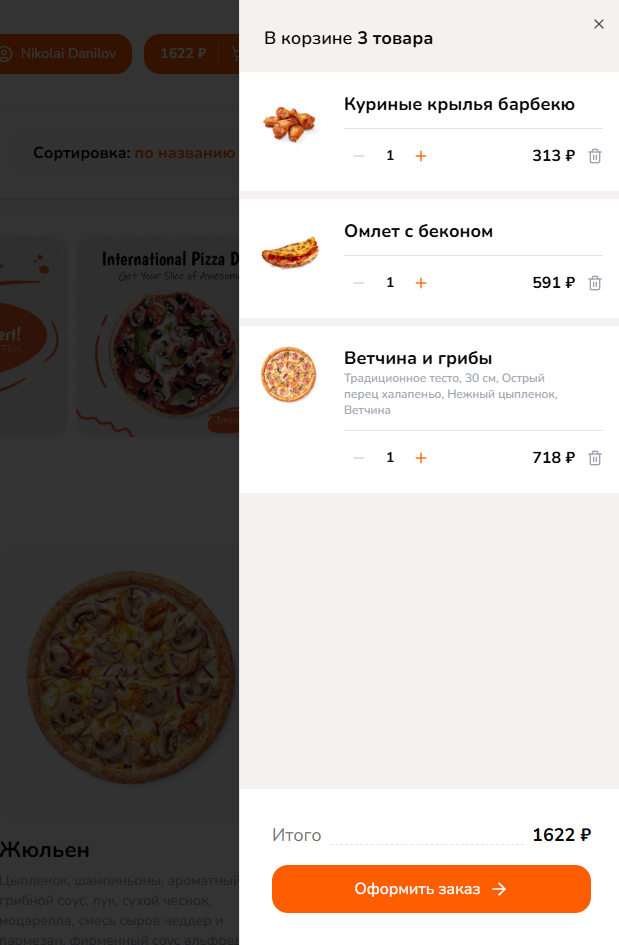 Nikolai Danilov
1622 ₽
Сортировка: по названию
International Pizza D
Get Your Slice of Awesom
ert!
Жюльен
Цыпленок, шампиньоны, ароматный
грибной соус, лук, сухой чеснок,
моцарелла, смесь сыров чеддер и
пармезан, фирменный соус альфред
В корзине 3 товара
Куриные крылья барбекю
1
313 ₽
Омлет с беконом
1
591 ₽
Ветчина и грибы
Традиционное тесто, 30 см, Острый
перец халапеньо, Нежный цыпленок,
Ветчина
1
718 ₽
Итого 1622 ₽
Оформить заказ